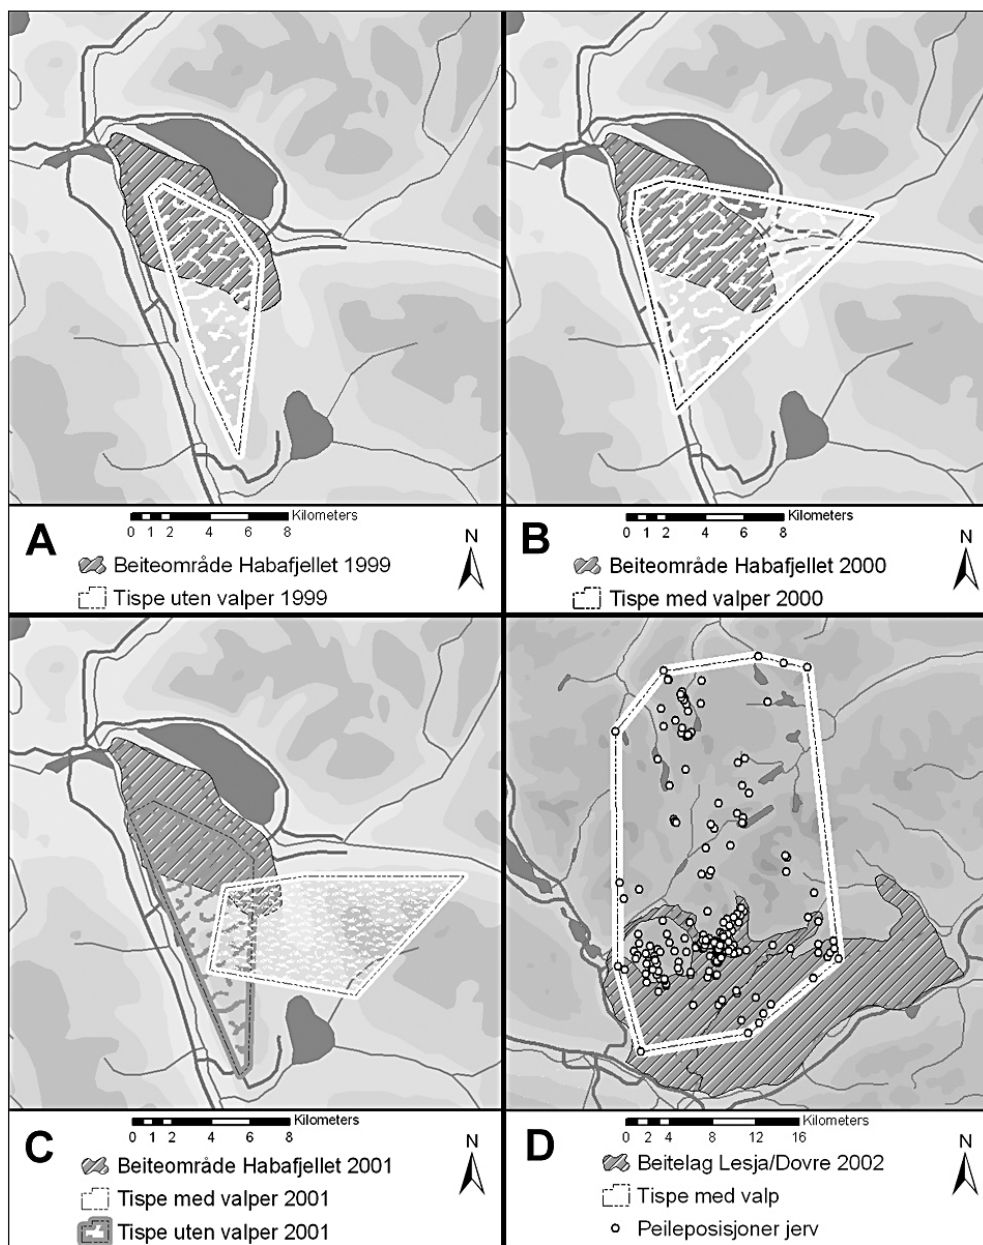 Kilometers
0 1 2 4 6 8
N
A
Beiteområde Habafjellet 1999
Tispe uten valper 1999
Kilometers
0 1 2 4 6 8
N
B
Beiteområde Habafjellet 2000
Tispe med valper 2000
Kilometers
0 1 2 4 6 8
N
C
Beiteområde Habafjellet 2001
Tispe med valper 2001
Tispe uten valper 2001
Kilometers
0 2 4 8 12 16
N
D
Beitelag Lesja/Dovre 2002
Tispe med valp
Peileposisjoner jerv